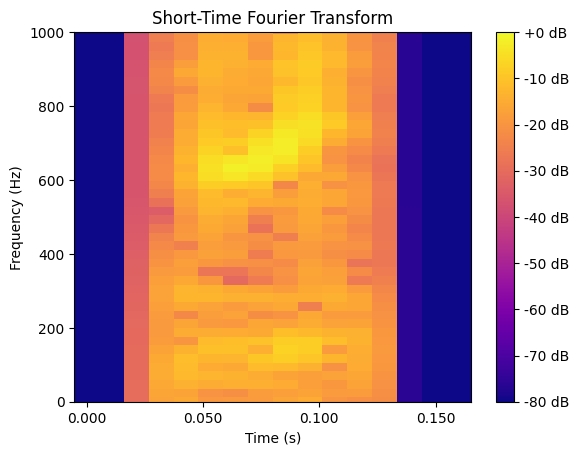 Short-Time Fourier Transform
1000
800
600
400
200
0
Frequency (Hz)
0.000
0.050
0.100
0.150
Time (s)
+0 dB
-10 dB
-20 dB
-30 dB
-40 dB
-50 dB
-60 dB
-70 dB
-80 dB